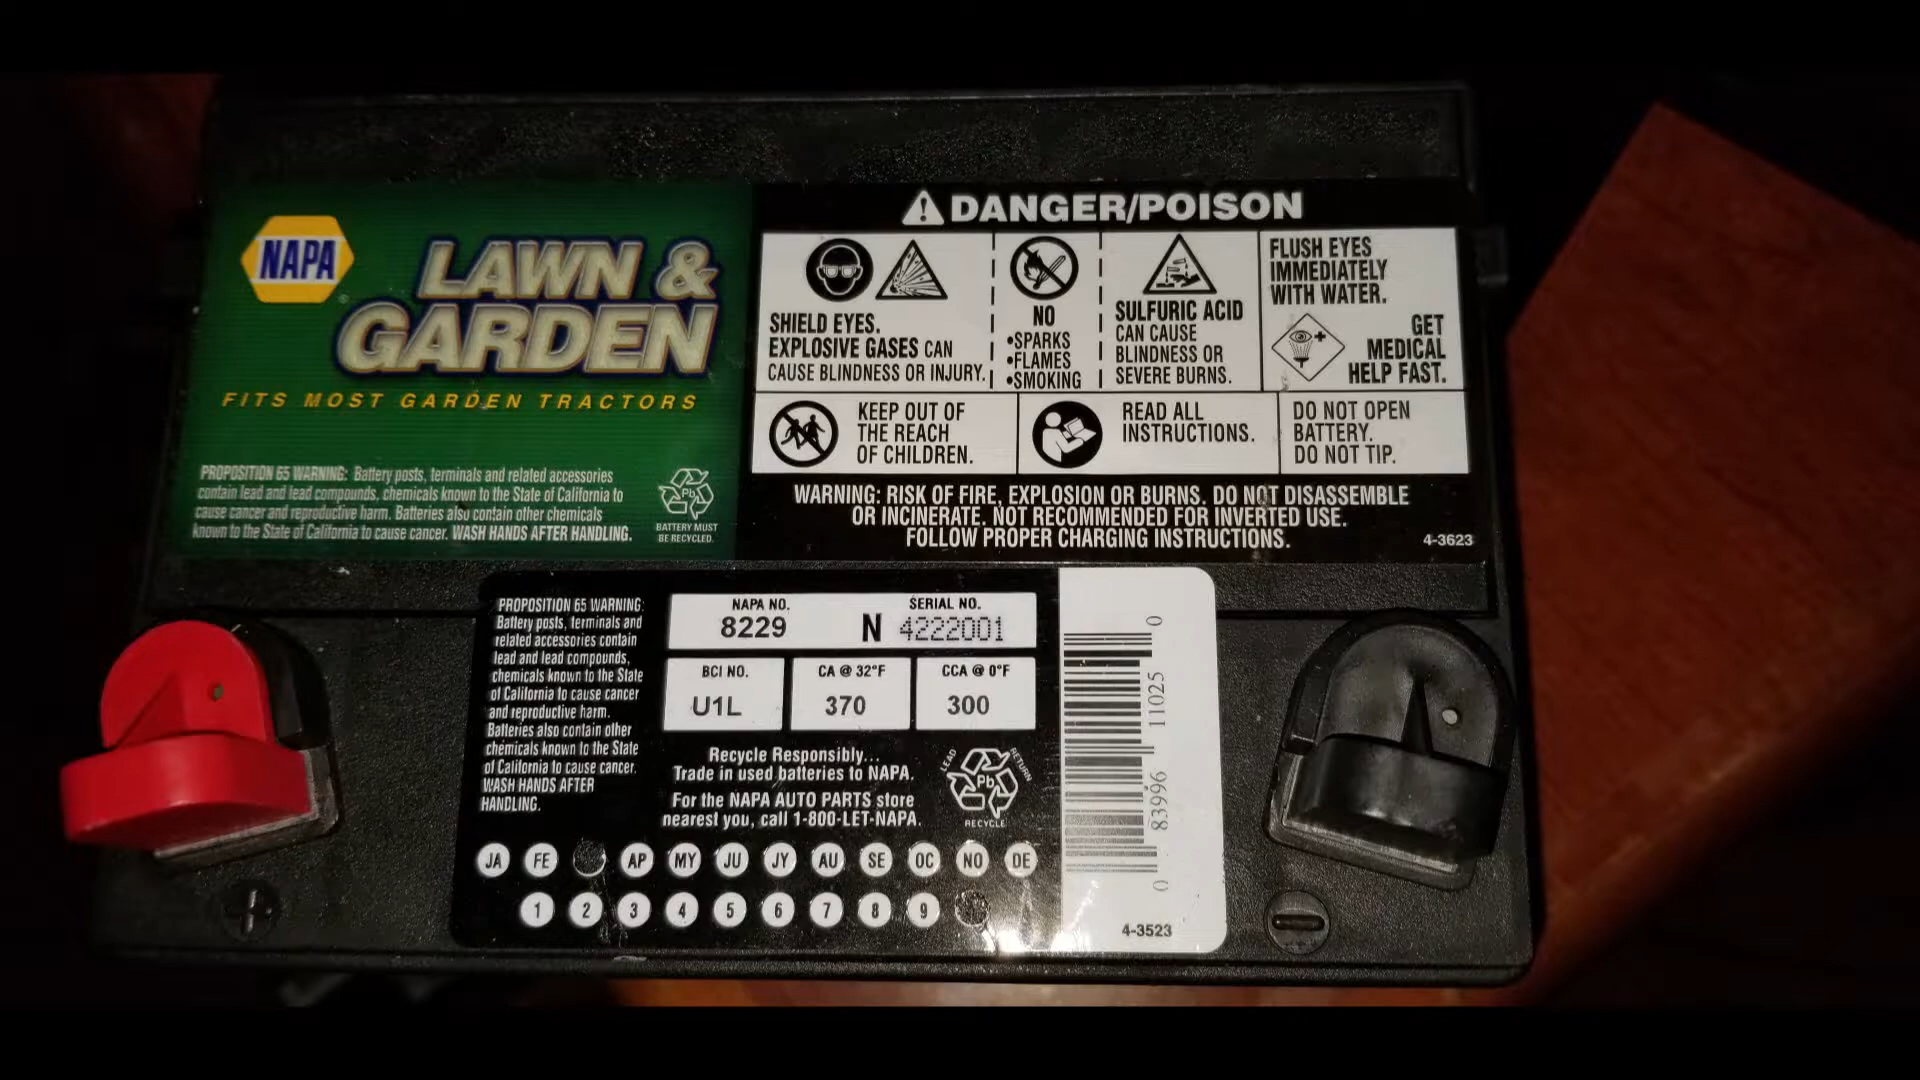 NAPA
LAWN &
GARDEN
FITS MOST GARDEN TRACTORS
PROPOSITION 65 WARNING: Battery posts, terminals and related accessories
contain lead and lead compounds, chemicals known to the State of California to
cause cancer and reproductive harm. Batteries also contain other chemicals
known to the State of California to cause cancer. WASH HANDS AFTER HANDLING.
Pb
BATTERY MUST
BE RECYCLED.
DANGER/POISON
SHIELD EYES.
EXPLOSIVE GASES CAN
CAUSE BLINDNESS OR INJURY.
NO
•SPARKS
•FLAMES
•SMOKING
SULFURIC ACID
CAN CAUSE
BLINDNESS OR
SEVERE BURNS.
FLUSH EYES
IMMEDIATELY
WITH WATER.
GET
MEDICAL
HELP FAST.
KEEP OUT OF
THE REACH
OF CHILDREN.
READ ALL
INSTRUCTIONS.
DO NOT OPEN
BATTERY.
DO NOT TIP.
WARNING: RISK OF FIRE, EXPLOSION OR BURNS. DO NOT DISASSEMBLE
OR INCINERATE. NOT RECOMMENDED FOR INVERTED USE.
FOLLOW PROPER CHARGING INSTRUCTIONS.
4-3623
PROPOSITION 65 WARNING:
Battery posts, terminals and
related accessories contain
lead and lead compounds,
chemicals known to the State
of California to cause cancer
and reproductive harm.
Batteries also contain other
chemicals known to the State
of California to cause cancer.
WASH HANDS AFTER
HANDLING.
NAPA NO.
8229
SERIAL NO.
N 4222001
BCI NO.
U1L
CA @ 32°F
370
CCA @ 0°F
300
Recycle Responsibly...
Trade in used batteries to NAPA.
For the NAPA AUTO PARTS store
nearest you, call 1-800-LET-NAPA.
LEAD
RETURN
Pb
RECYCLE
JA FE AP MY JU JY AU SE OC NO DE
1 2 3 4 5 6 7 8 9
0 83996 11025 0
4-3523
+
−